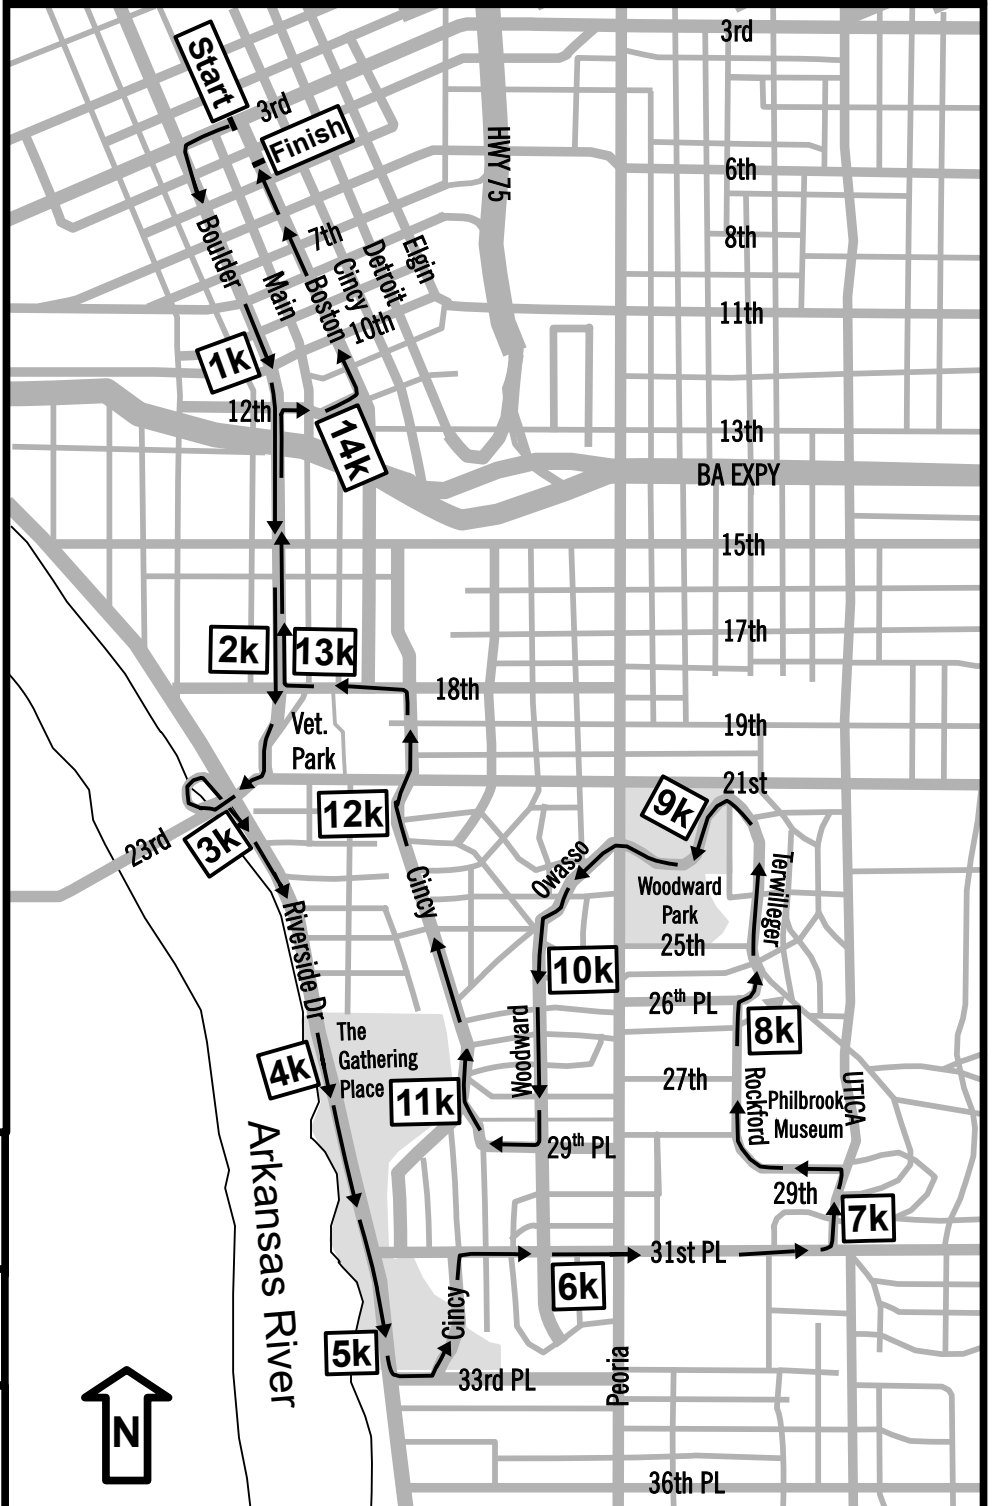 3rd
Start
3rd
Finish
HWY 75
6th
Boulder
7th
Elgin
8th
Detroit
Cincy
Main
Boston
10th
11th
1k
12th
13th
14k
BA EXPY
15th
17th
2k
13k
18th
Vet.
Park
19th
21st
9k
12k
3k
23rd
Owasso
Terwilleger
Woodward
Park
Cincy
25th
Riverside Dr
10k
26th PL
8k
The
Gathering
Place
Woodward
4k
27th
Rockford
UTICA
11k
Philbrook
Museum
29th PL
29th
Arkansas River
7k
31st PL
6k
Cincy
5k
33rd PL
Peoria
N
36th PL